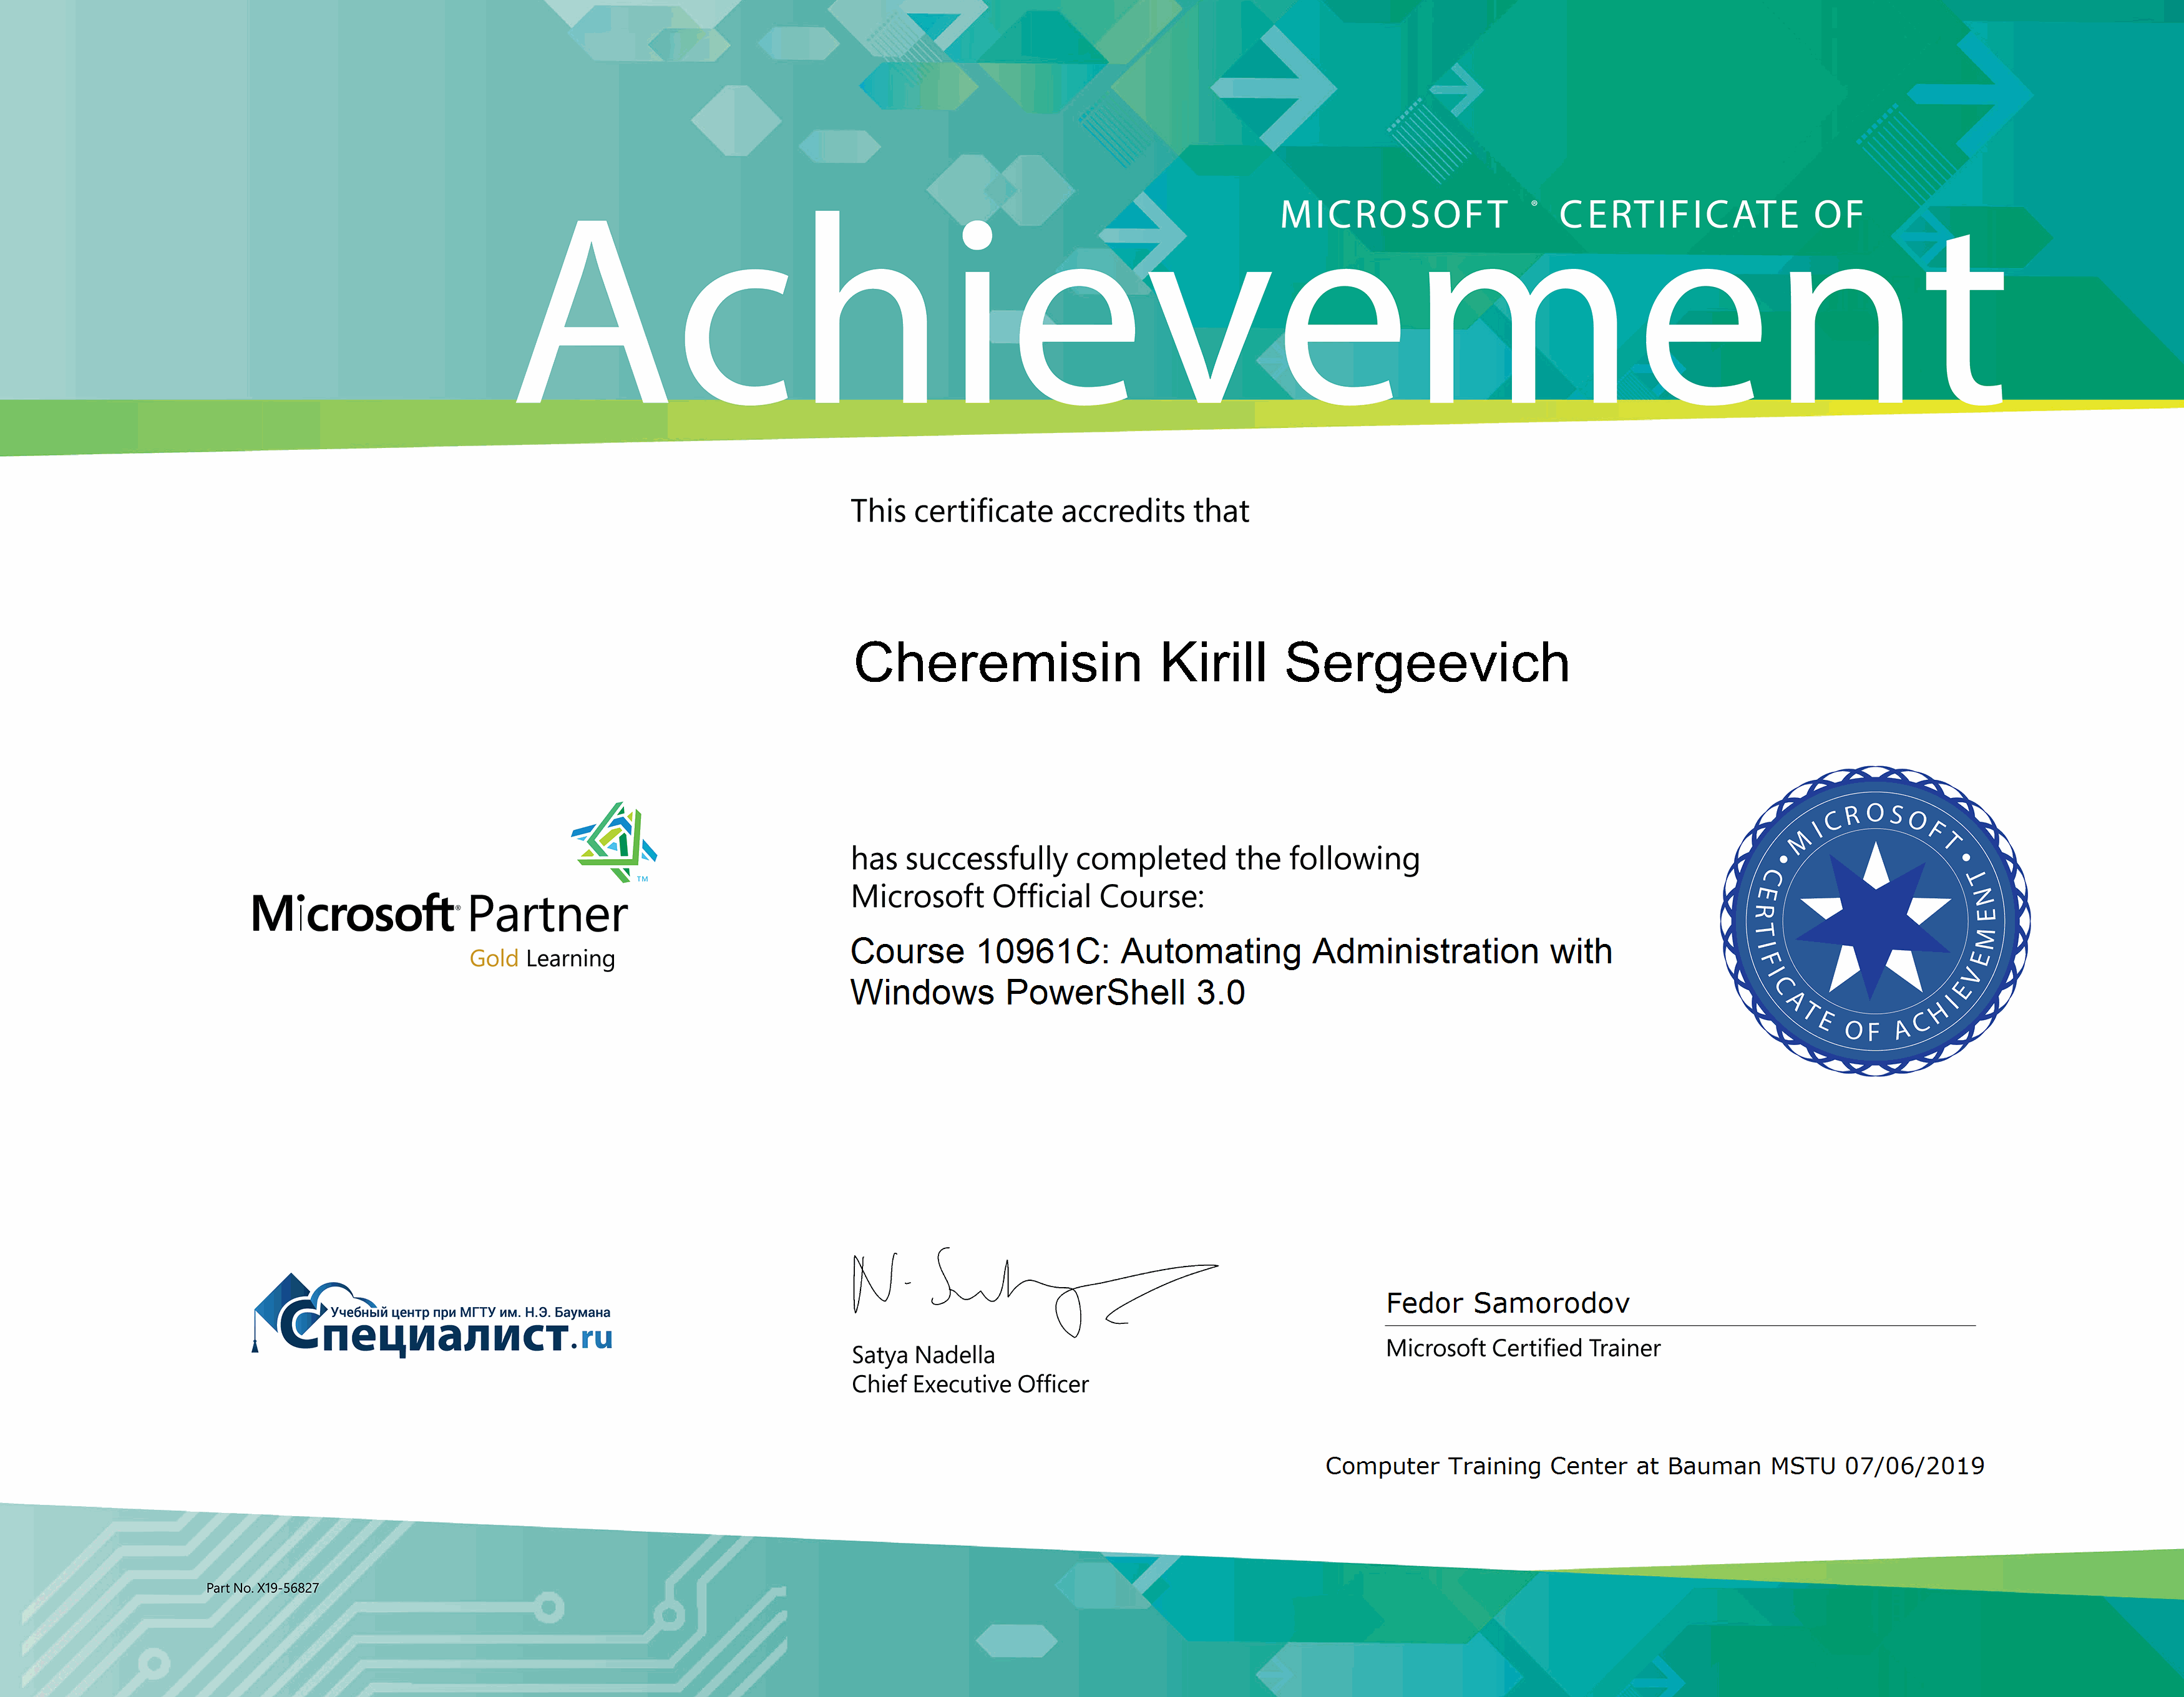 MICROSOFT ® CERTIFICATE OF
Achievement
This certificate accredits that
Cheremisin Kirill Sergeevich
has successfully completed the following
Microsoft Official Course:
Course 10961C: Automating Administration with
Windows PowerShell 3.0
TM
Microsoft® Partner
Gold Learning
• MICROSOFT •
CERTIFICATE OF ACHIEVEMENT
Учебный центр при МГТУ им. Н.Э. Баумана
Специалист.ru
N. Satya
Satya Nadella
Chief Executive Officer
Fedor Samorodov
Microsoft Certified Trainer
Computer Training Center at Bauman MSTU 07/06/2019
Part No. X19-56827